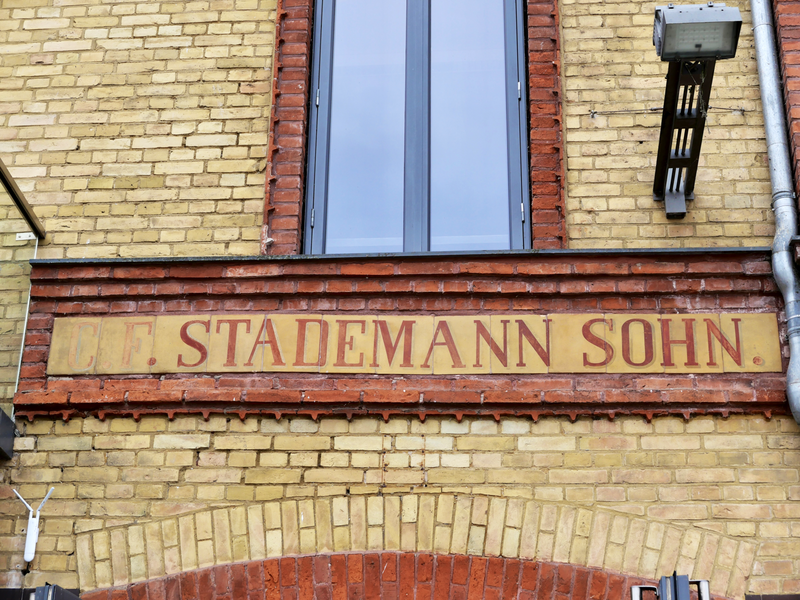 C. F. STADEMANN SOHN.